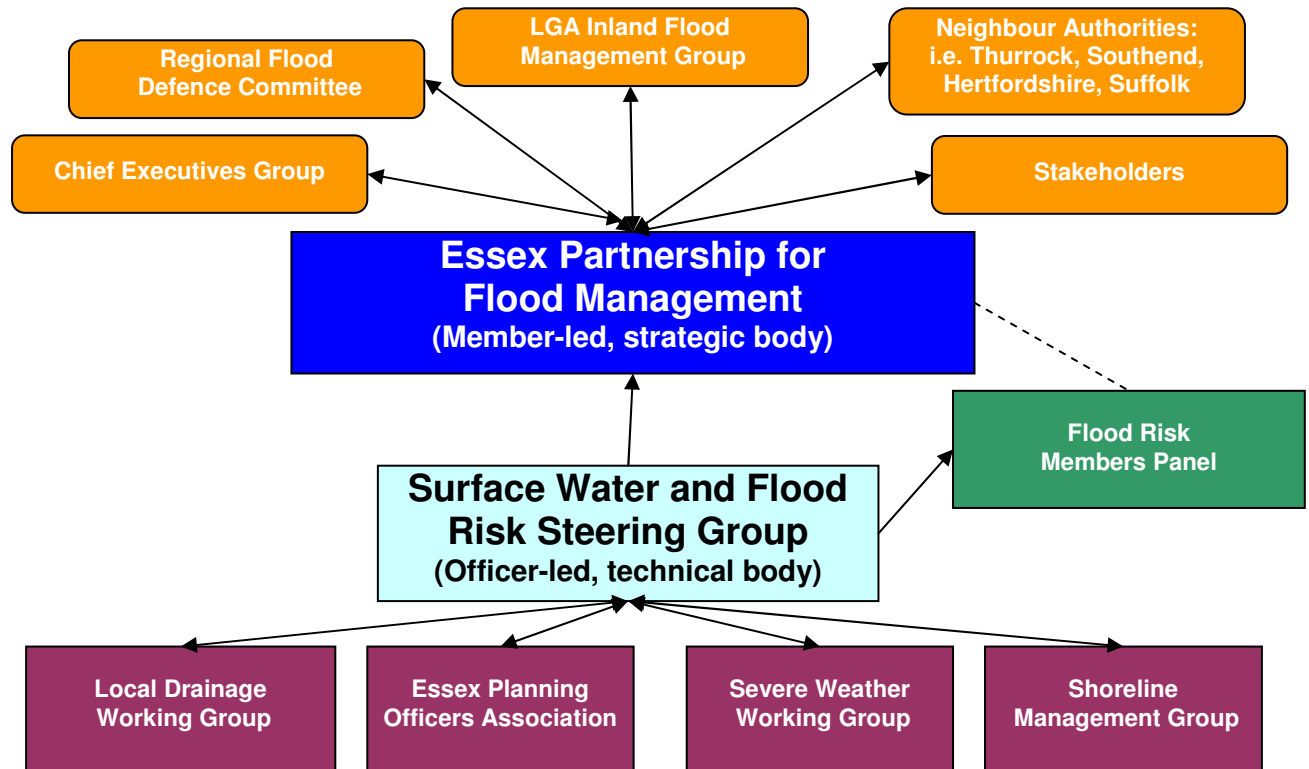 LGA Inland Flood
Management Group
Neighbour Authorities:
i.e. Thurrock, Southend,
Hertfordshire, Suffolk
Regional Flood
Defence Committee
Chief Executives Group
Stakeholders
Essex Partnership for
Flood Management
(Member-led, strategic body)
Flood Risk
Members Panel
Surface Water and Flood
Risk Steering Group
(Officer-led, technical body)
Local Drainage
Working Group
Essex Planning
Officers Association
Severe Weather
Working Group
Shoreline
Management Group